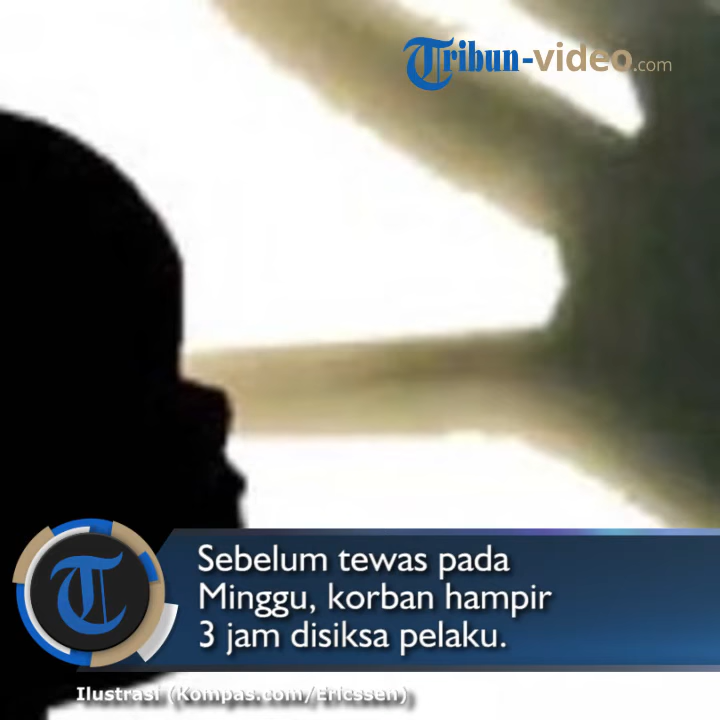 Tribun-video.com
Sebelum tewas pada
Minggu, korban hampir
3 jam disiksa pelaku.
T
Ilustrasi (Kompas.com/Ericssen)